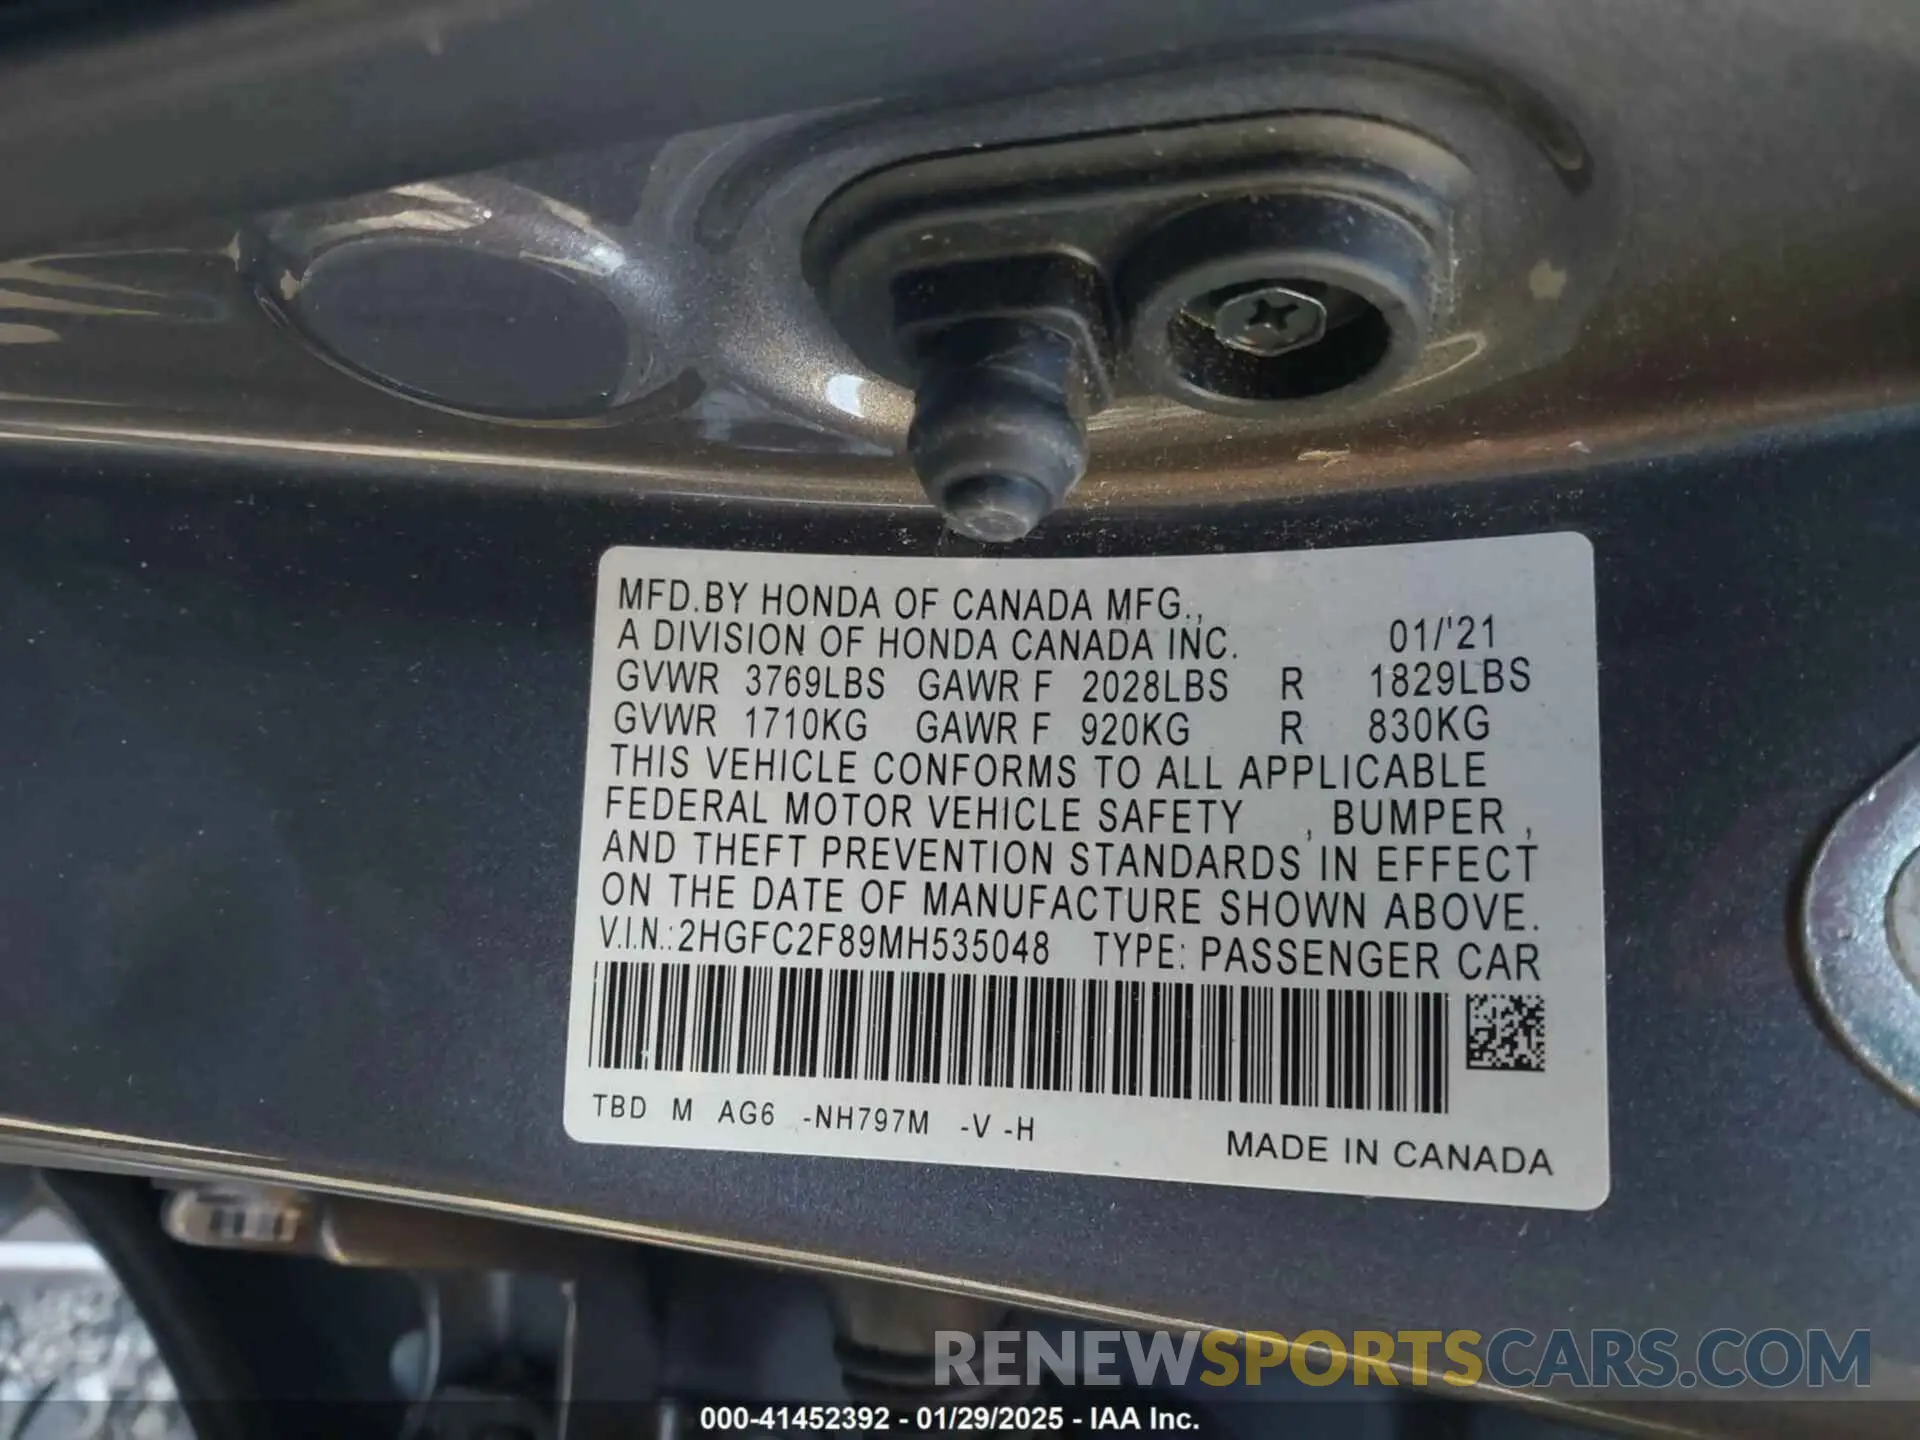 MFD.BY HONDA OF CANADA MFG.,
A DIVISION OF HONDA CANADA INC. 01/'21
GVWR 3769LBS GAWR F 2028LBS R 1829LBS
GVWR 1710KG GAWR F 920KG R 830KG
THIS VEHICLE CONFORMS TO ALL APPLICABLE
FEDERAL MOTOR VEHICLE SAFETY , BUMPER ,
AND THEFT PREVENTION STANDARDS IN EFFECT
ON THE DATE OF MANUFACTURE SHOWN ABOVE.
V.I.N.:2HGFC2F89MH535048 TYPE: PASSENGER CAR
TBD M AG6 -NH797M -V -H
MADE IN CANADA
RENEWSPORTSCARS.COM
000-41452392 - 01/29/2025 - IAA Inc.